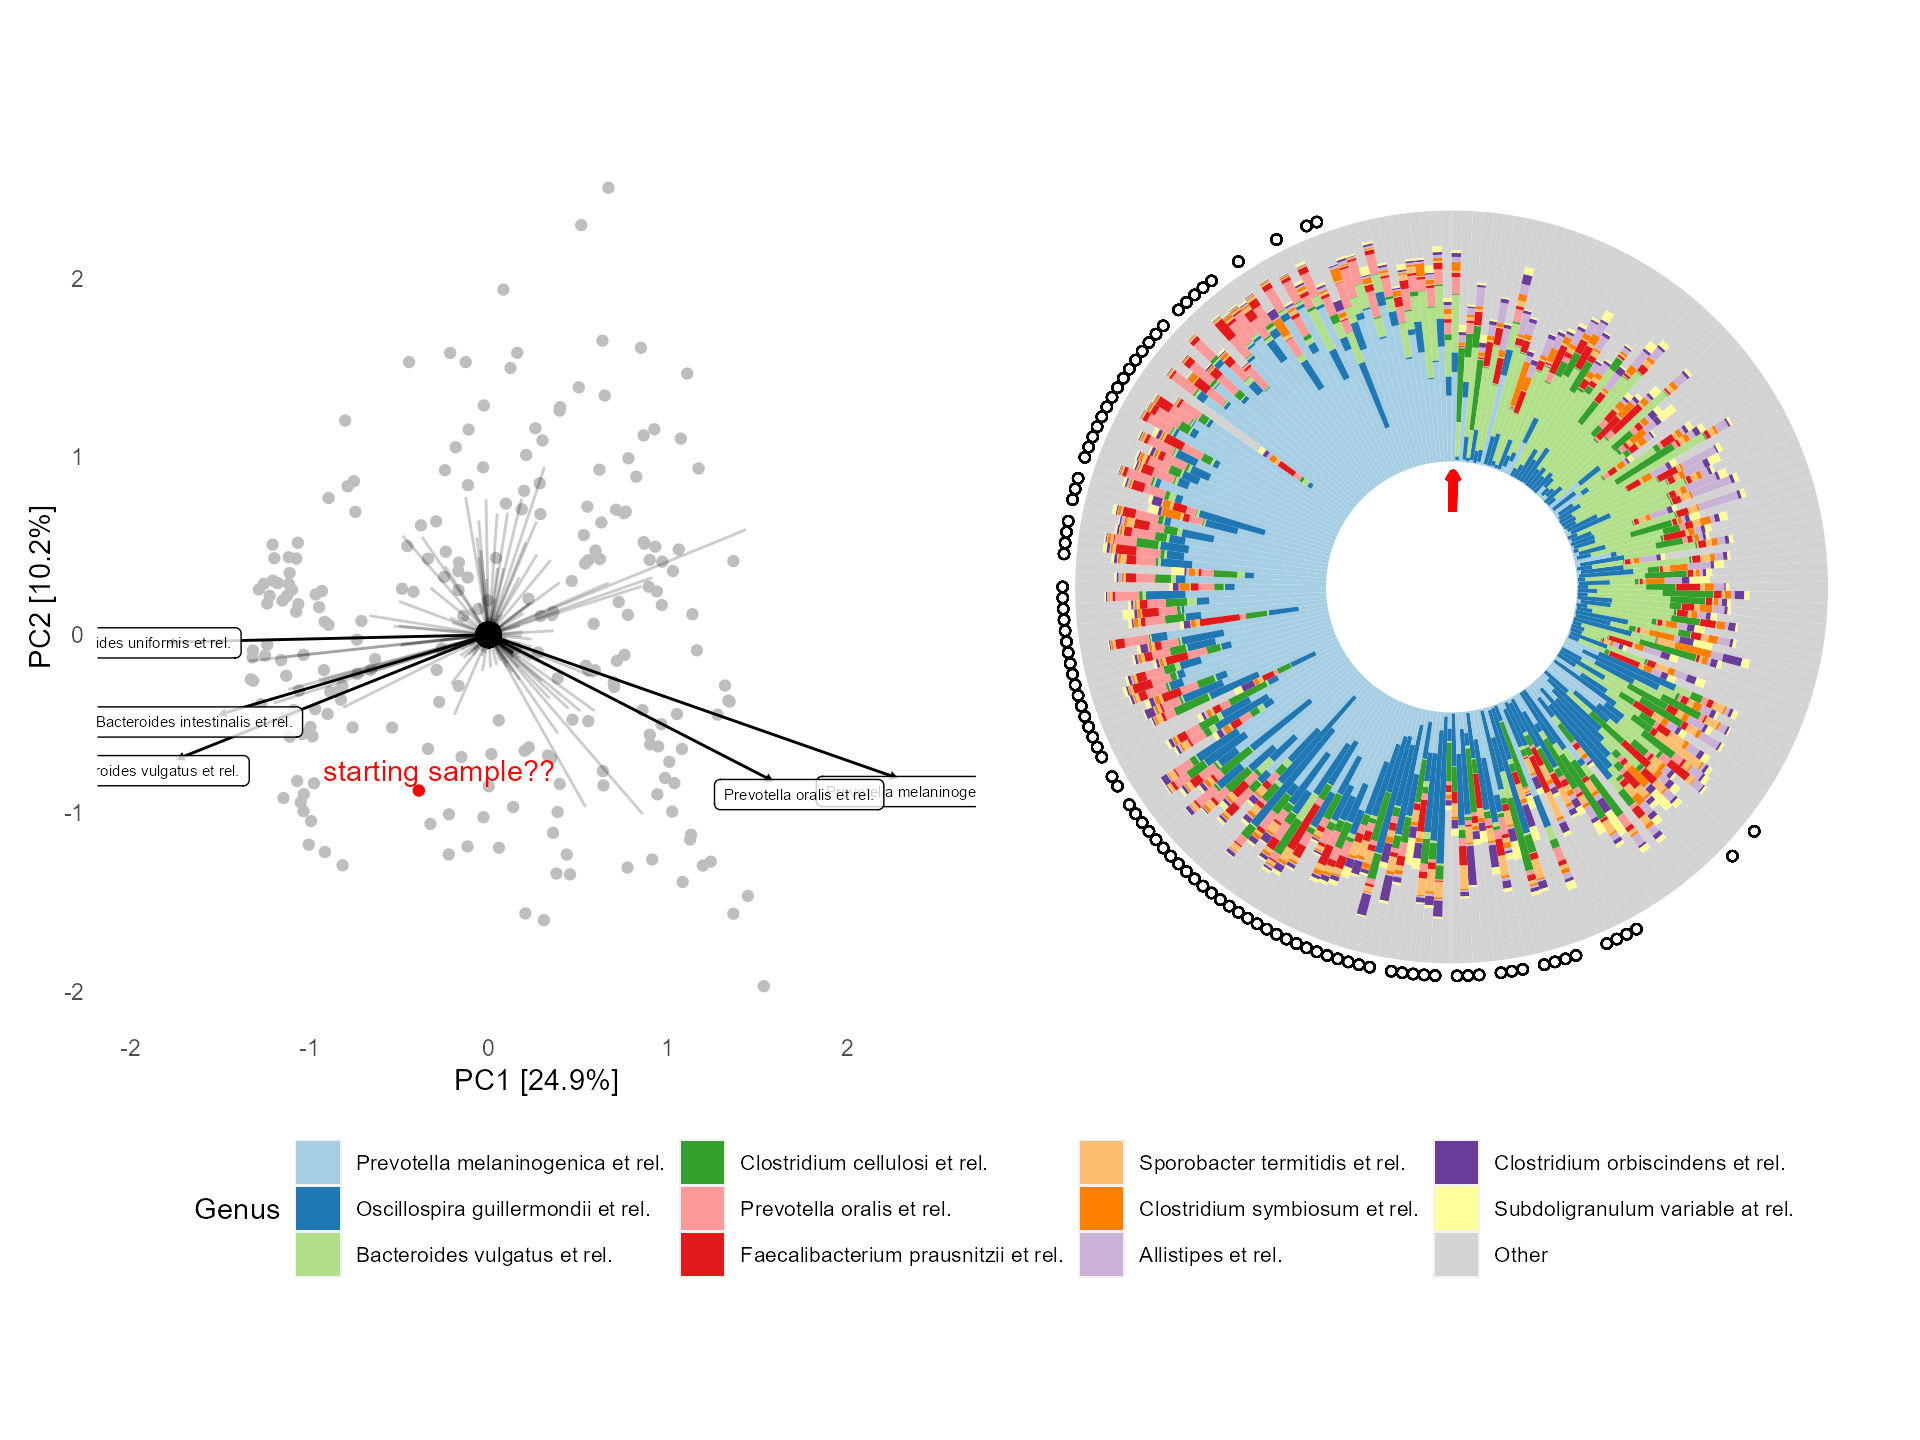 PC2 [10.2%]
2
1
0
-1
-2
ides uniformis et rel.
Bacteroides intestinalis et rel.
roides vulgatus et rel.
starting sample??
Prevotella oralis et rel.
a melaninoge
-2
-1
0
1
2
PC1 [24.9%]
Genus
Prevotella melaninogenica et rel.
Oscillospira guillermondii et rel.
Bacteroides vulgatus et rel.
Clostridium cellulosi et rel.
Prevotella oralis et rel.
Faecalibacterium prausnitzii et rel.
Sporobacter termitidis et rel.
Clostridium symbiosum et rel.
Allistipes et rel.
Clostridium orbiscindens et rel.
Subdoligranulum variable at rel.
Other